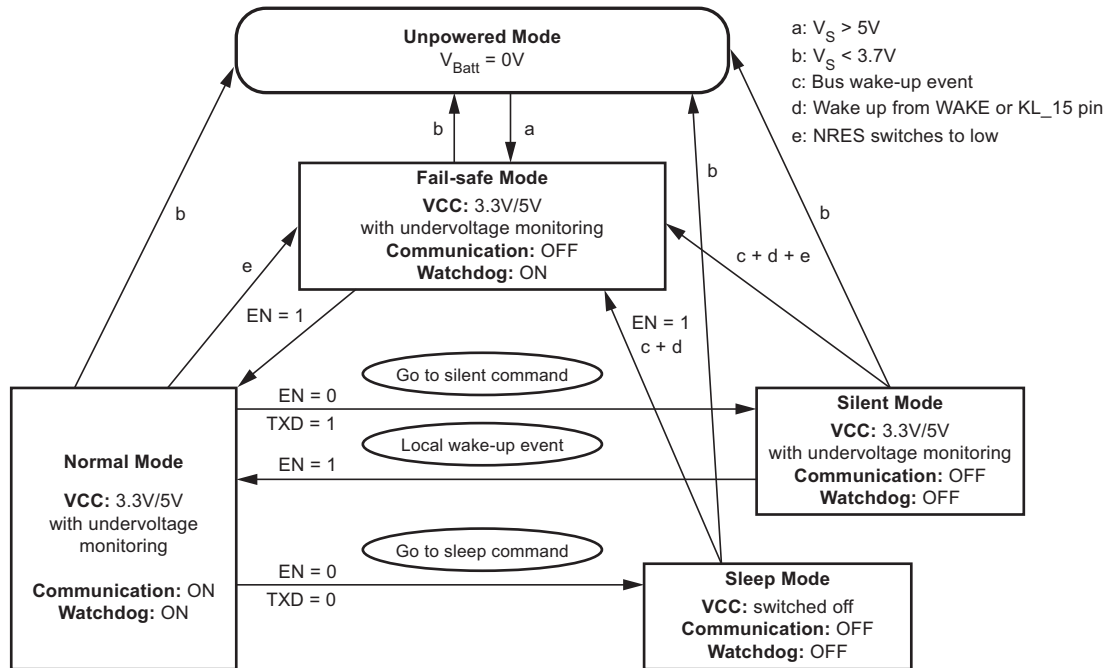 Unpowered Mode
V_Batt = 0V
a: V_S > 5V
b: V_S < 3.7V
c: Bus wake-up event
d: Wake up from WAKE or KL_15 pin
e: NRES switches to low
b
a
Fail-safe Mode
VCC: 3.3V/5V
with undervoltage monitoring
Communication: OFF
Watchdog: ON
b
e
b
b
c + d + e
EN = 1
EN = 1
c + d
Go to silent command
EN = 0
TXD = 1
Local wake-up event
EN = 1
Go to sleep command
EN = 0
TXD = 0
Normal Mode
VCC: 3.3V/5V
with undervoltage
monitoring
Communication: ON
Watchdog: ON
Silent Mode
VCC: 3.3V/5V
with undervoltage monitoring
Communication: OFF
Watchdog: OFF
Sleep Mode
VCC: switched off
Communication: OFF
Watchdog: OFF